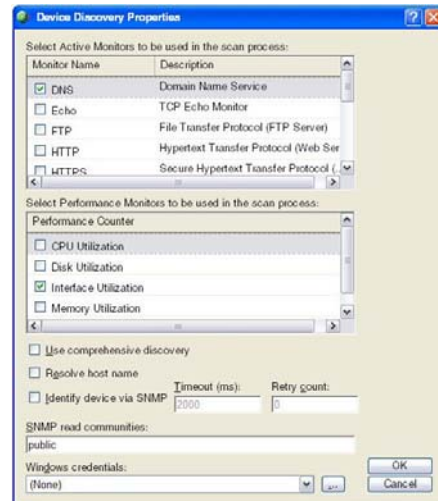 Device Discovery Properties
Select Active Monitors to be used in the scan process:
Monitor Name Description
DNS Domain Name Service
Echo TCP Echo Monitor
FTP File Transfer Protocol (FTP Server)
HTTP Hypertext Transfer Protocol (Web Ser
HTTPS Secure Hypertext Transfer Protocol (
Select Performance Monitors to be used in the scan process:
Performance Counter
CPU Utilization
Disk Utilization
Interface Utilization
Memory Utilization
Use comprehensive discovery
Resolve host name
Timeout (ms): Retry count:
Identify device via SNMP 2000 0
SNMP read communities:
public
Windows credentials:
(None) ...
OK
Cancel